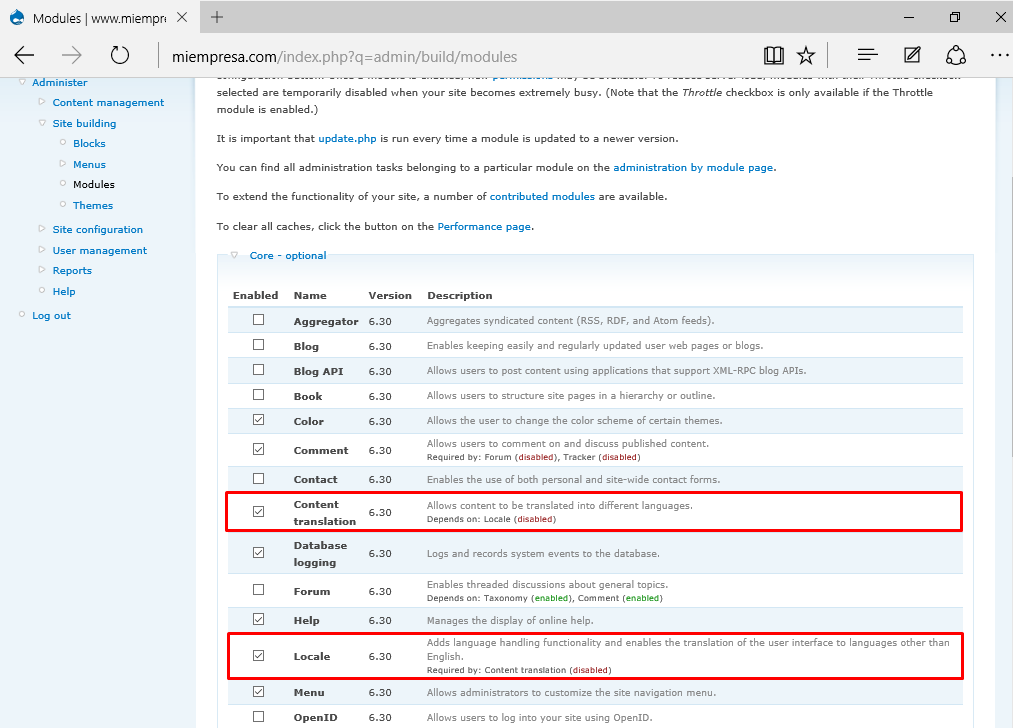 Modules | www.miempre
miempresa.com/index.php?q=admin/build/modules
Administer
Content management
Site building
Blocks
Menus
Modules
Themes
Site configuration
User management
Reports
Help
Log out
selected are temporarily disabled when your site becomes extremely busy. (Note that the Throttle checkbox is only available if the Throttle
module is enabled.)
It is important that update.php is run every time a module is updated to a newer version.
You can find all administration tasks belonging to a particular module on the administration by module page.
To extend the functionality of your site, a number of contributed modules are available.
To clear all caches, click the button on the Performance page.
Core - optional
Enabled Name Version Description
Aggregator 6.30 Aggregates syndicated content (RSS, RDF, and Atom feeds).
Blog 6.30 Enables keeping easily and regularly updated user web pages or blogs.
Blog API 6.30 Allows users to post content using applications that support XML-RPC blog APIs.
Book 6.30 Allows users to structure site pages in a hierarchy or outline.
Color 6.30 Allows the user to change the color scheme of certain themes.
Comment 6.30 Allows users to comment on and discuss published content.
Required by: Forum (disabled), Tracker (disabled)
Contact 6.30 Enables the use of both personal and site-wide contact forms.
Content
translation 6.30 Allows content to be translated into different languages.
Depends on: Locale (disabled)
Database
logging 6.30 Logs and records system events to the database.
Forum 6.30 Enables threaded discussions about general topics.
Depends on: Taxonomy (enabled), Comment (enabled)
Help 6.30 Manages the display of online help.
Locale 6.30 Adds language handling functionality and enables the translation of the user interface to languages other than
English.
Required by: Content translation (disabled)
Menu 6.30 Allows administrators to customize the site navigation menu.
OpenID 6.30 Allows users to log into your site using OpenID.